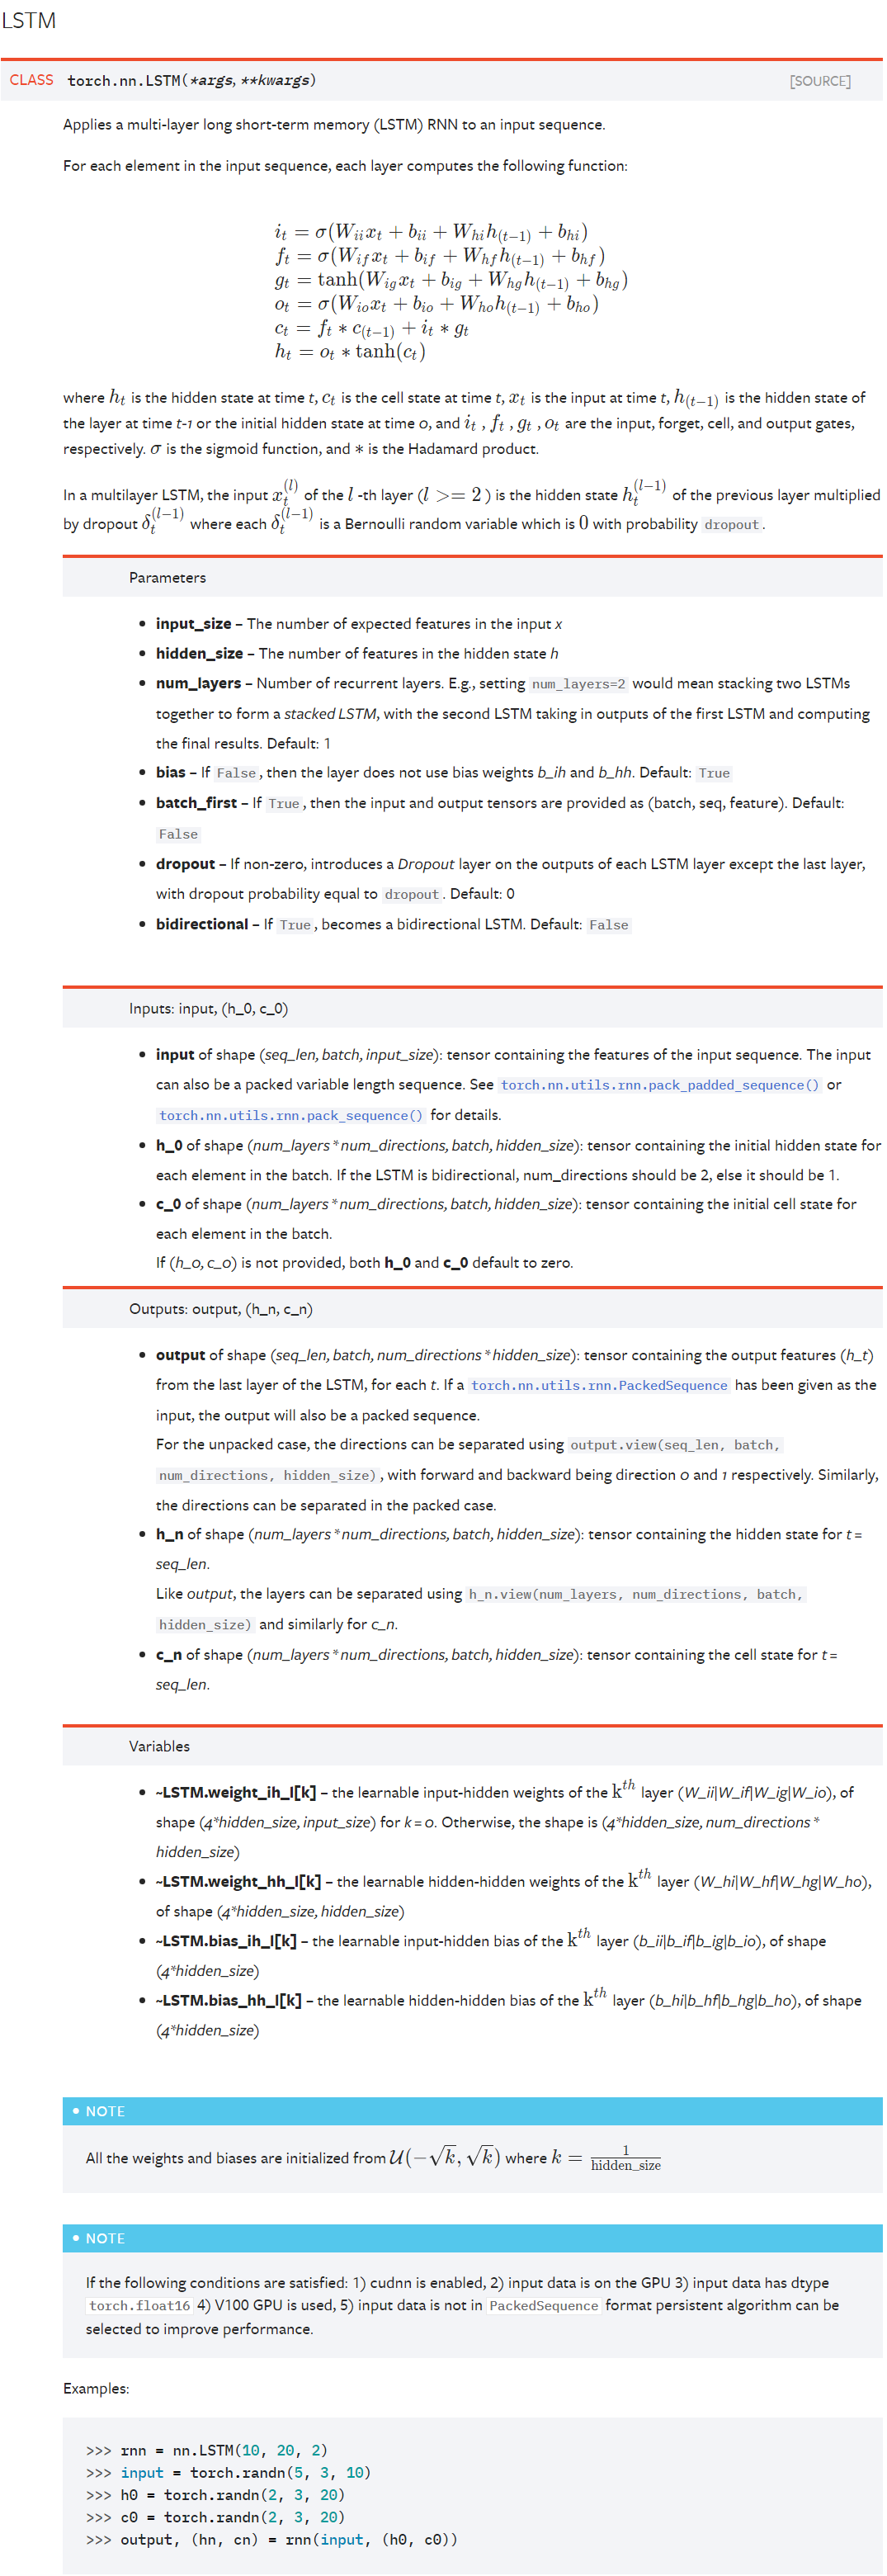 LSTM
CLASS torch.nn.LSTM(*args, **kwargs) [SOURCE]
Applies a multi-layer long short-term memory (LSTM) RNN to an input sequence.
For each element in the input sequence, each layer computes the following function:
i_t = σ(W_{ii} x_t + b_{ii} + W_{hi} h_{(t−1)} + b_{hi})
f_t = σ(W_{if} x_t + b_{if} + W_{hf} h_{(t−1)} + b_{hf})
g_t = tanh(W_{ig} x_t + b_{ig} + W_{hg} h_{(t−1)} + b_{hg})
o_t = σ(W_{io} x_t + b_{io} + W_{ho} h_{(t−1)} + b_{ho})
c_t = f_t * c_{(t−1)} + i_t * g_t
h_t = o_t * tanh(c_t)
where h_t is the hidden state at time t, c_t is the cell state at time t, x_t is the input at time t, h_{(t−1)} is the hidden state of
the layer at time t-1 or the initial hidden state at time 0, and i_t , f_t , g_t , o_t are the input, forget, cell, and output gates,
respectively. σ is the sigmoid function, and * is the Hadamard product.
In a multilayer LSTM, the input x_t^{(l)} of the l -th layer (l >= 2 ) is the hidden state h_t^{(l−1)} of the previous layer multiplied
by dropout δ_t^{(l−1)} where each δ_t^{(l−1)} is a Bernoulli random variable which is 0 with probability dropout .
Parameters
• input_size – The number of expected features in the input x
• hidden_size – The number of features in the hidden state h
• num_layers – Number of recurrent layers. E.g., setting num_layers=2 would mean stacking two LSTMs
together to form a stacked LSTM, with the second LSTM taking in outputs of the first LSTM and computing
the final results. Default: 1
• bias – If False , then the layer does not use bias weights b_ih and b_hh. Default: True
• batch_first – If True , then the input and output tensors are provided as (batch, seq, feature). Default:
False
• dropout – If non-zero, introduces a Dropout layer on the outputs of each LSTM layer except the last layer,
with dropout probability equal to dropout . Default: 0
• bidirectional – If True , becomes a bidirectional LSTM. Default: False
Inputs: input, (h_0, c_0)
• input of shape (seq_len, batch, input_size): tensor containing the features of the input sequence. The input
can also be a packed variable length sequence. See torch.nn.utils.rnn.pack_padded_sequence() or
torch.nn.utils.rnn.pack_sequence() for details.
• h_0 of shape (num_layers * num_directions, batch, hidden_size): tensor containing the initial hidden state for
each element in the batch. If the LSTM is bidirectional, num_directions should be 2, else it should be 1.
• c_0 of shape (num_layers * num_directions, batch, hidden_size): tensor containing the initial cell state for
each element in the batch.
If (h_0, c_0) is not provided, both h_0 and c_0 default to zero.
Outputs: output, (h_n, c_n)
• output of shape (seq_len, batch, num_directions * hidden_size): tensor containing the output features (h_t)
from the last layer of the LSTM, for each t. If a torch.nn.utils.rnn.PackedSequence has been given as the
input, the output will also be a packed sequence.
For the unpacked case, the directions can be separated using output.view(seq_len, batch,
num_directions, hidden_size) , with forward and backward being direction 0 and 1 respectively. Similarly,
the directions can be separated in the packed case.
• h_n of shape (num_layers * num_directions, batch, hidden_size): tensor containing the hidden state for t =
seq_len.
Like output, the layers can be separated using h_n.view(num_layers, num_directions, batch,
hidden_size) and similarly for c_n.
• c_n of shape (num_layers * num_directions, batch, hidden_size): tensor containing the cell state for t =
seq_len.
Variables
• ~LSTM.weight_ih_l[k] – the learnable input-hidden weights of the k^{th} layer (W_ii|W_if|W_ig|W_io), of
shape (4*hidden_size, input_size) for k = 0. Otherwise, the shape is (4*hidden_size, num_directions *
hidden_size)
• ~LSTM.weight_hh_l[k] – the learnable hidden-hidden weights of the k^{th} layer (W_hi|W_hf|W_hg|W_ho),
of shape (4*hidden_size, hidden_size)
• ~LSTM.bias_ih_l[k] – the learnable input-hidden bias of the k^{th} layer (b_ii|b_if|b_ig|b_io), of shape
(4*hidden_size)
• ~LSTM.bias_hh_l[k] – the learnable hidden-hidden bias of the k^{th} layer (b_hi|b_hf|b_hg|b_ho), of shape
(4*hidden_size)
• NOTE
All the weights and biases are initialized from 𝒰(−√k, √k) where k = 1/hidden_size
• NOTE
If the following conditions are satisfied: 1) cudnn is enabled, 2) input data is on the GPU 3) input data has dtype
torch.float16 4) V100 GPU is used, 5) input data is not in PackedSequence format persistent algorithm can be
selected to improve performance.
Examples:
>>> rnn = nn.LSTM(10, 20, 2)
>>> input = torch.randn(5, 3, 10)
>>> h0 = torch.randn(2, 3, 20)
>>> c0 = torch.randn(2, 3, 20)
>>> output, (hn, cn) = rnn(input, (h0, c0))